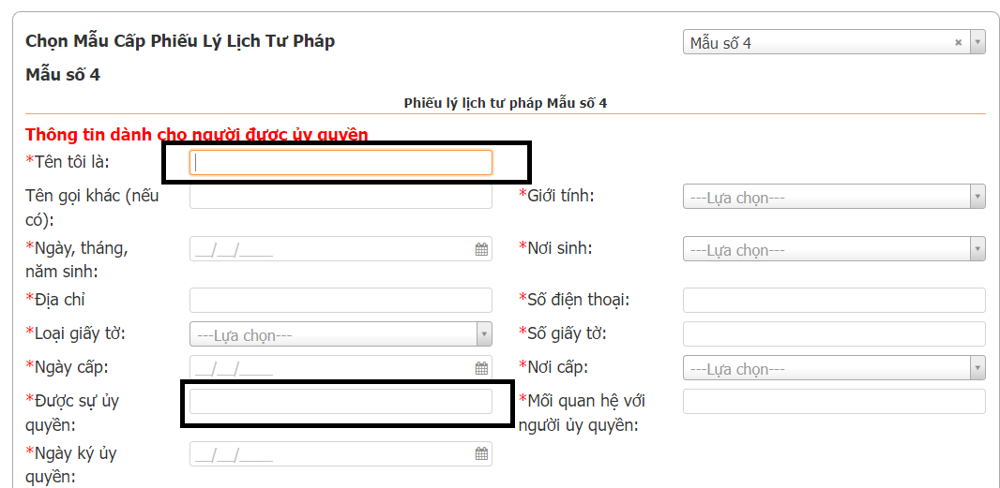 Chọn Mẫu Cấp Phiếu Lý Lịch Tư Pháp
Mẫu số 4
Mẫu số 4
Phiếu lý lịch tư pháp Mẫu số 4
Thông tin dành cho người được ủy quyền
*Tên tôi là:
Tên gọi khác (nếu
có):
*Giới tính:
---Lựa chọn---
*Ngày, tháng,
năm sinh:
__/__/____
*Nơi sinh:
---Lựa chọn---
*Địa chỉ
*Số điện thoại:
*Loại giấy tờ:
---Lựa chọn---
*Số giấy tờ:
*Ngày cấp:
__/__/____
*Nơi cấp:
---Lựa chọn---
*Được sự ủy
quyền:
*Mối quan hệ với
người ủy quyền:
*Ngày ký ủy
quyền:
__/__/____